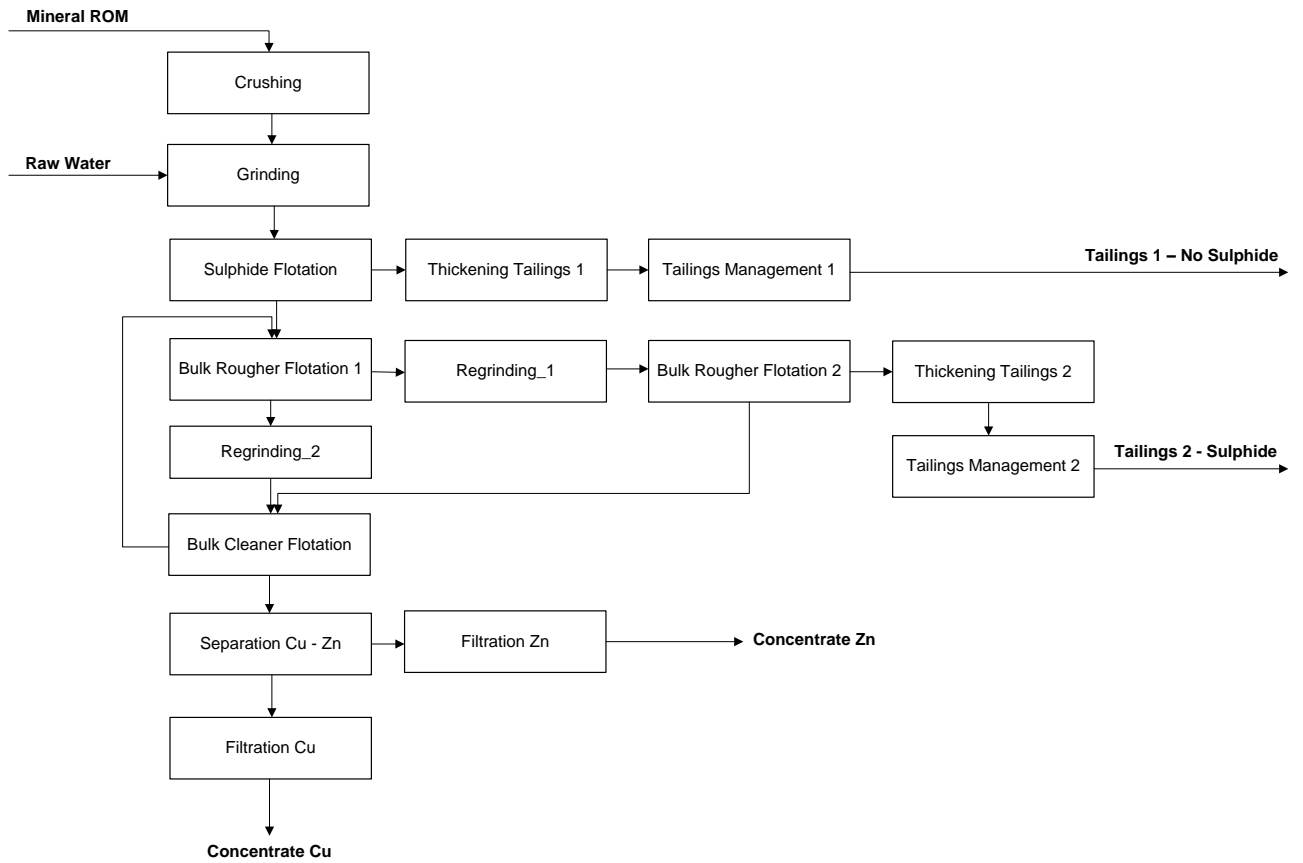 Mineral ROM
Crushing
Raw Water
Grinding
Sulphide Flotation
Thickening Tailings 1
Tailings Management 1
Tailings 1 – No Sulphide
Bulk Rougher Flotation 1
Regrinding_1
Bulk Rougher Flotation 2
Thickening Tailings 2
Regrinding_2
Tailings Management 2
Tailings 2 - Sulphide
Bulk Cleaner Flotation
Separation Cu - Zn
Filtration Zn
Concentrate Zn
Filtration Cu
Concentrate Cu